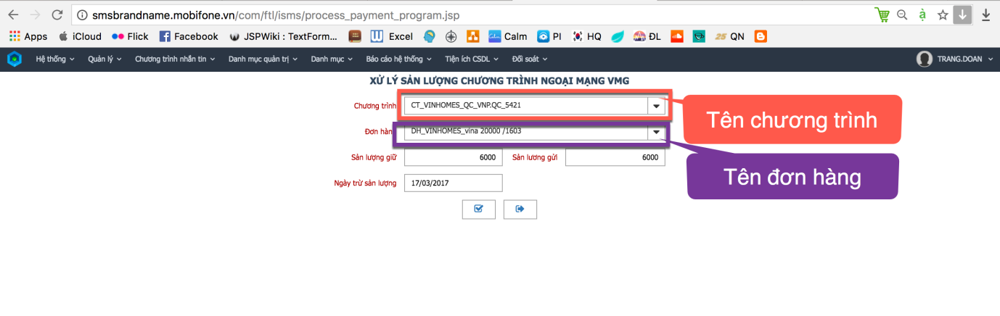 smsbrandname.mobifone.vn/com/ftl/isms/process_payment_program.jsp
Apps iCloud Flick Facebook JSPWiki : TextForm... Excel Calm PI HQ ĐL 25 QN
Hệ thống Quản lý Chương trình nhắn tin Danh mục quản trị Danh mục Báo cáo hệ thống Tiện ích CSDL Đối soát TRANG.DOAN
XỬ LÝ SẢN LƯỢNG CHƯƠNG TRÌNH NGOẠI MẠNG VMG
Chương trình CT_VINHOMES_QC_VNP.QC_5421
Tên chương trình
Đơn hàn DH_VINHOMES_vina 20000 /1603
Sản lượng giữ 6000 Sản lương gửi 6000
Tên đơn hàng
Ngày trừ sản lượng 17/03/2017